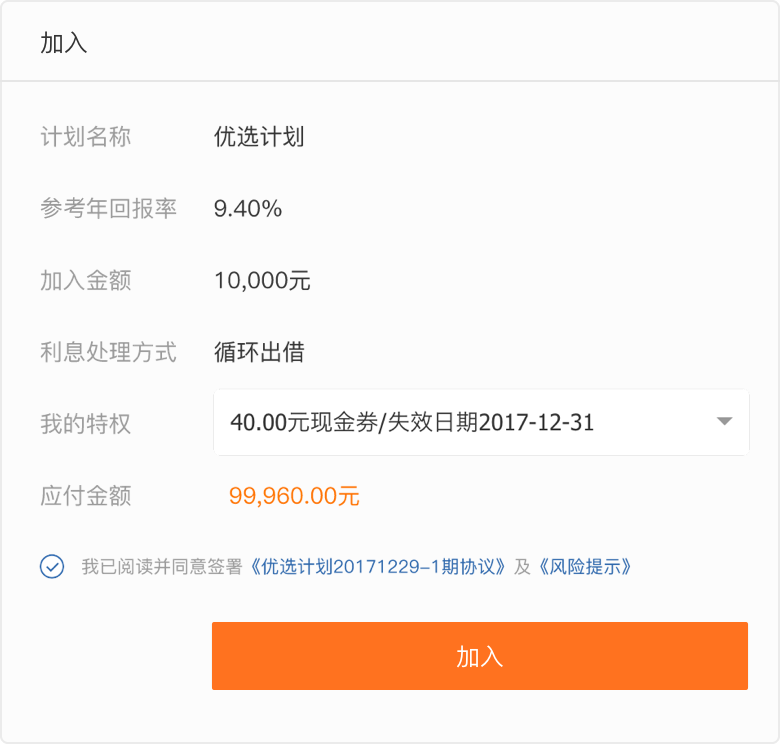 加入
计划名称 优选计划
参考年回报率 9.40%
加入金额 10,000元
利息处理方式 循环出借
我的特权 40.00元现金券/失效日期2017-12-31
应付金额 99,960.00元
我已阅读并同意签署《优选计划20171229-1期协议》及《风险提示》
加入